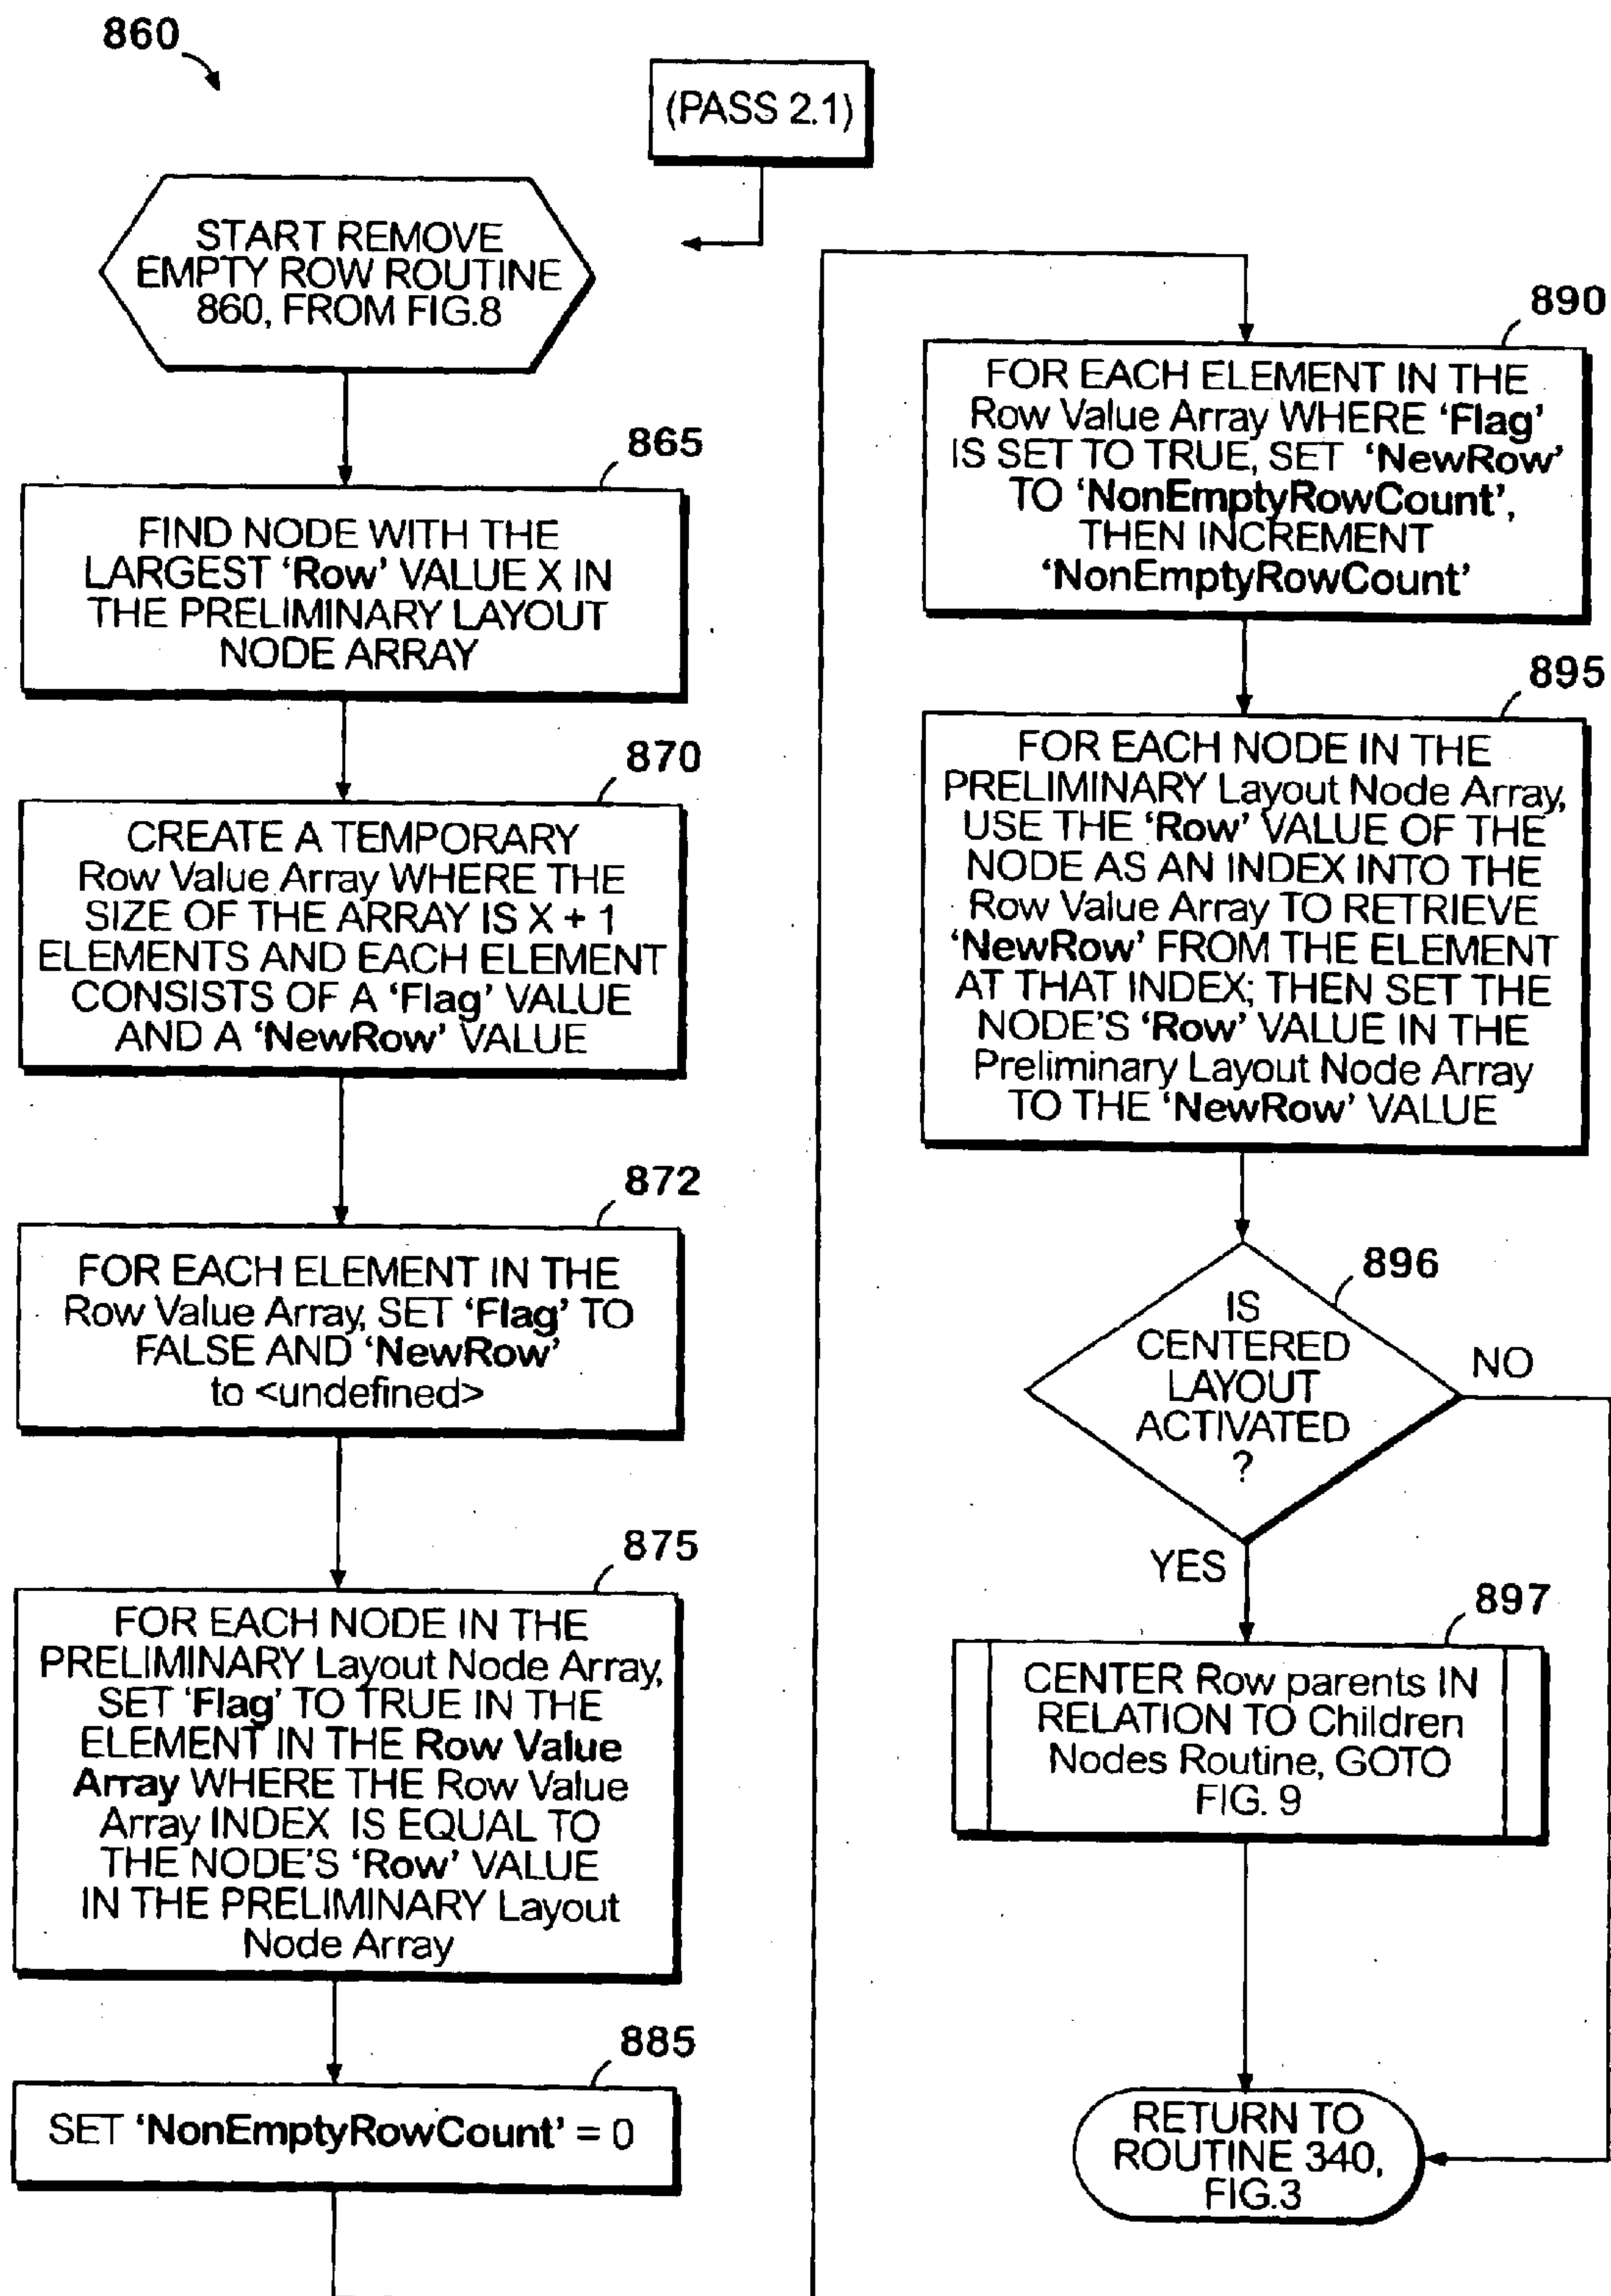 860
(PASS 2.1)
START REMOVE
EMPTY ROW ROUTINE
860, FROM FIG.8
865
FIND NODE WITH THE
LARGEST ‘Row’ VALUE X IN
THE PRELIMINARY LAYOUT
NODE ARRAY
870
CREATE A TEMPORARY
Row Value Array WHERE THE
SIZE OF THE ARRAY IS X + 1
ELEMENTS AND EACH ELEMENT
CONSISTS OF A ‘Flag’ VALUE
AND A ‘NewRow’ VALUE
872
FOR EACH ELEMENT IN THE
Row Value Array, SET ‘Flag’ TO
FALSE AND ‘NewRow’
to <undefined>
875
FOR EACH NODE IN THE
PRELIMINARY Layout Node Array,
SET ‘Flag’ TO TRUE IN THE
ELEMENT IN THE Row Value
Array WHERE THE Row Value
Array INDEX IS EQUAL TO
THE NODE'S ‘Row’ VALUE
IN THE PRELIMINARY Layout
Node Array
885
SET ‘NonEmptyRowCount’ = 0
890
FOR EACH ELEMENT IN THE
Row Value Array WHERE ‘Flag’
IS SET TO TRUE, SET ‘NewRow’
TO ‘NonEmptyRowCount’,
THEN INCREMENT
‘NonEmptyRowCount’
895
FOR EACH NODE IN THE
PRELIMINARY Layout Node Array,
USE THE ‘Row’ VALUE OF THE
NODE AS AN INDEX INTO THE
Row Value Array TO RETRIEVE
‘NewRow’ FROM THE ELEMENT
AT THAT INDEX; THEN SET THE
NODE'S ‘Row’ VALUE IN THE
Preliminary Layout Node Array
TO THE ‘NewRow’ VALUE
896
IS
CENTERED
LAYOUT
ACTIVATED
?
NO
YES
897
CENTER Row parents IN
RELATION TO Children
Nodes Routine, GOTO
FIG. 9
RETURN TO
ROUTINE 340,
FIG.3